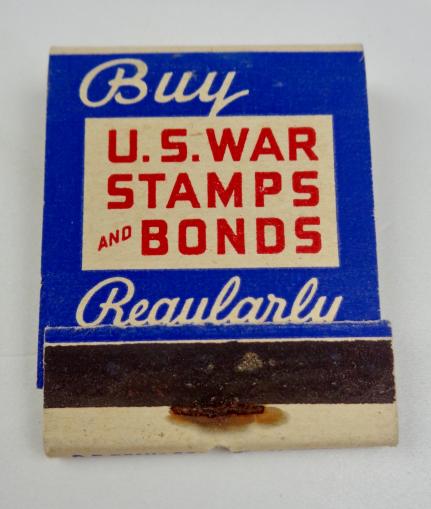 Buy
U.S. WAR
STAMPS
AND BONDS
Regularly